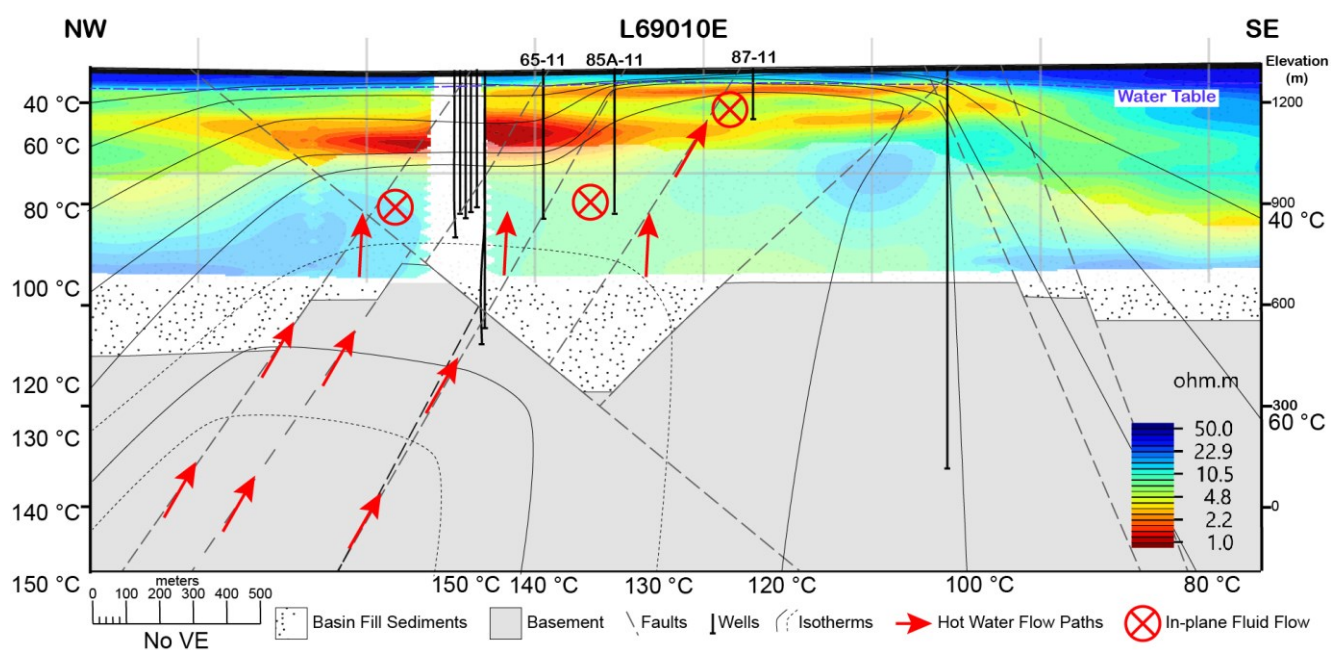 NW L69010E SE
65-11 85A-11 87-11 Elevation
(m)
40 °C Water Table 1200
60 °C
80 °C 900
40 °C
100 °C 600
120 °C ohm.m
300
60 °C
130 °C 50.0
22.9
10.5
4.8
140 °C 2.2 0
1.0
150 °C 150 °C 140 °C 130 °C 120 °C 100 °C 80 °C
meters
0 100 200 300 400 500
No VE
Basin Fill Sediments Basement Faults Wells Isotherms Hot Water Flow Paths In-plane Fluid Flow